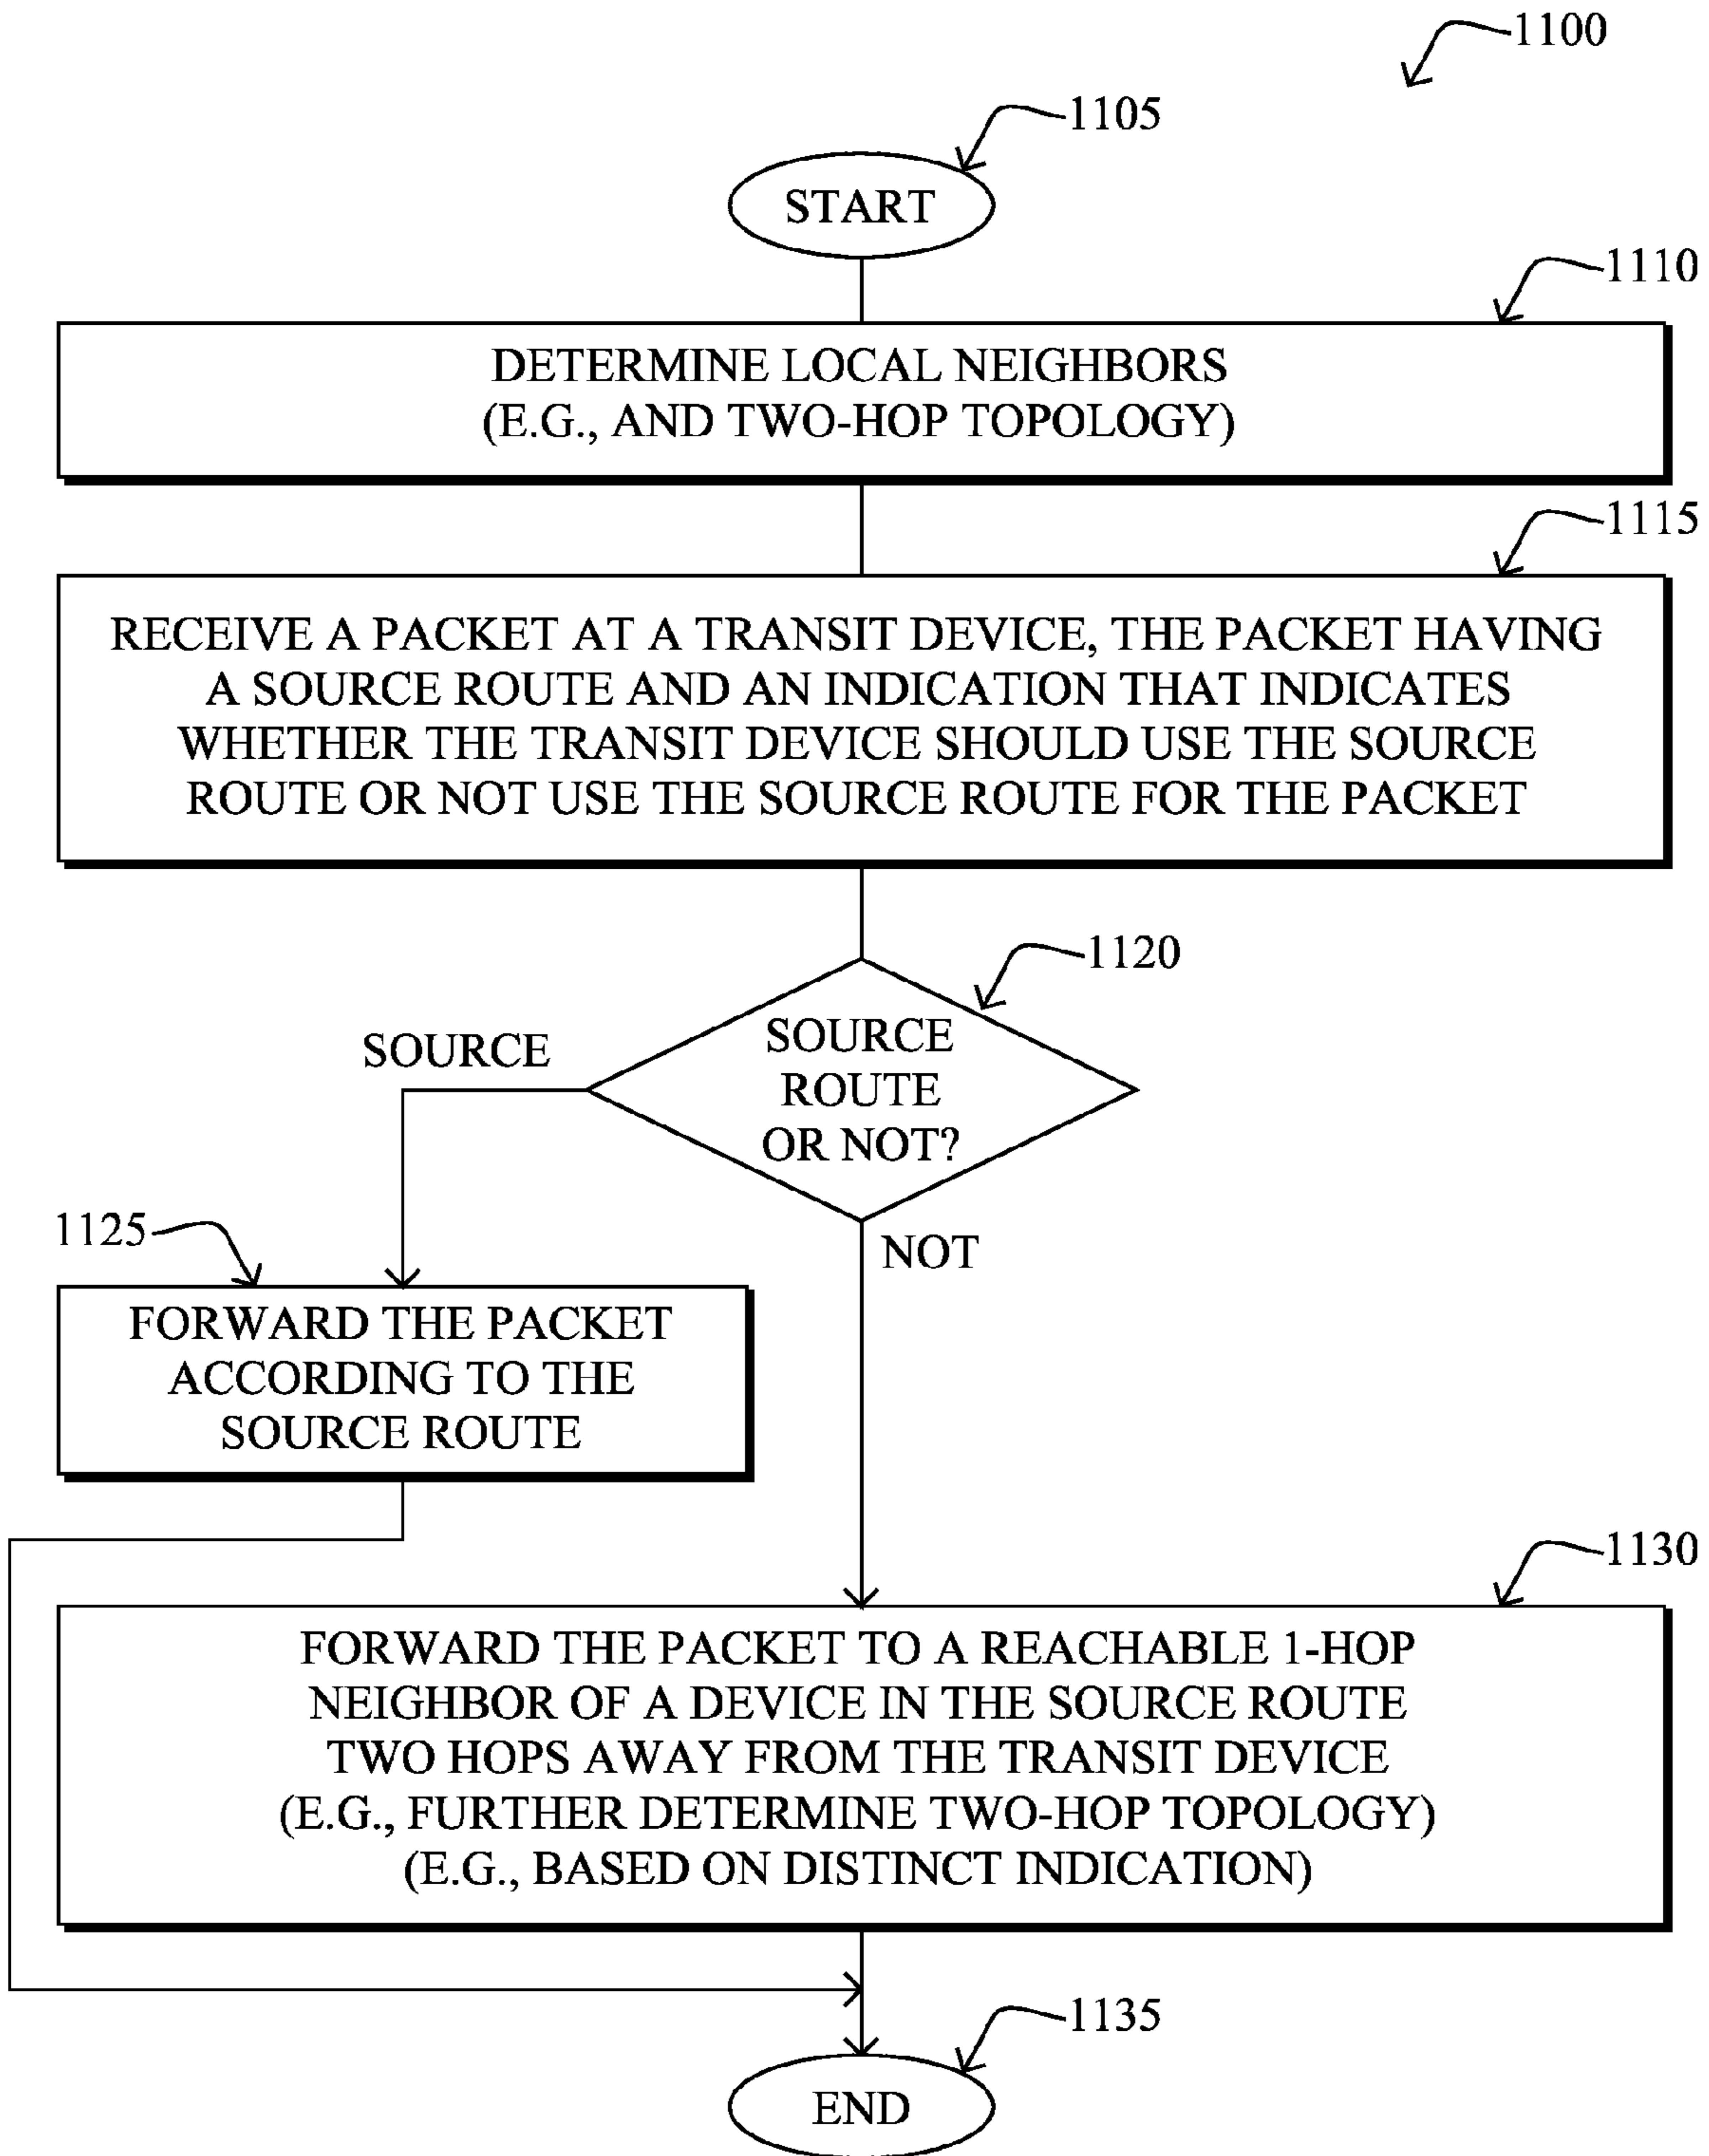 1100
1105
START
1110
DETERMINE LOCAL NEIGHBORS
(E.G., AND TWO-HOP TOPOLOGY)
1115
RECEIVE A PACKET AT A TRANSIT DEVICE, THE PACKET HAVING
A SOURCE ROUTE AND AN INDICATION THAT INDICATES
WHETHER THE TRANSIT DEVICE SHOULD USE THE SOURCE
ROUTE OR NOT USE THE SOURCE ROUTE FOR THE PACKET
1120
SOURCE
ROUTE
OR NOT?
SOURCE
NOT
1125
FORWARD THE PACKET
ACCORDING TO THE
SOURCE ROUTE
1130
FORWARD THE PACKET TO A REACHABLE 1-HOP
NEIGHBOR OF A DEVICE IN THE SOURCE ROUTE
TWO HOPS AWAY FROM THE TRANSIT DEVICE
(E.G., FURTHER DETERMINE TWO-HOP TOPOLOGY)
(E.G., BASED ON DISTINCT INDICATION)
1135
END